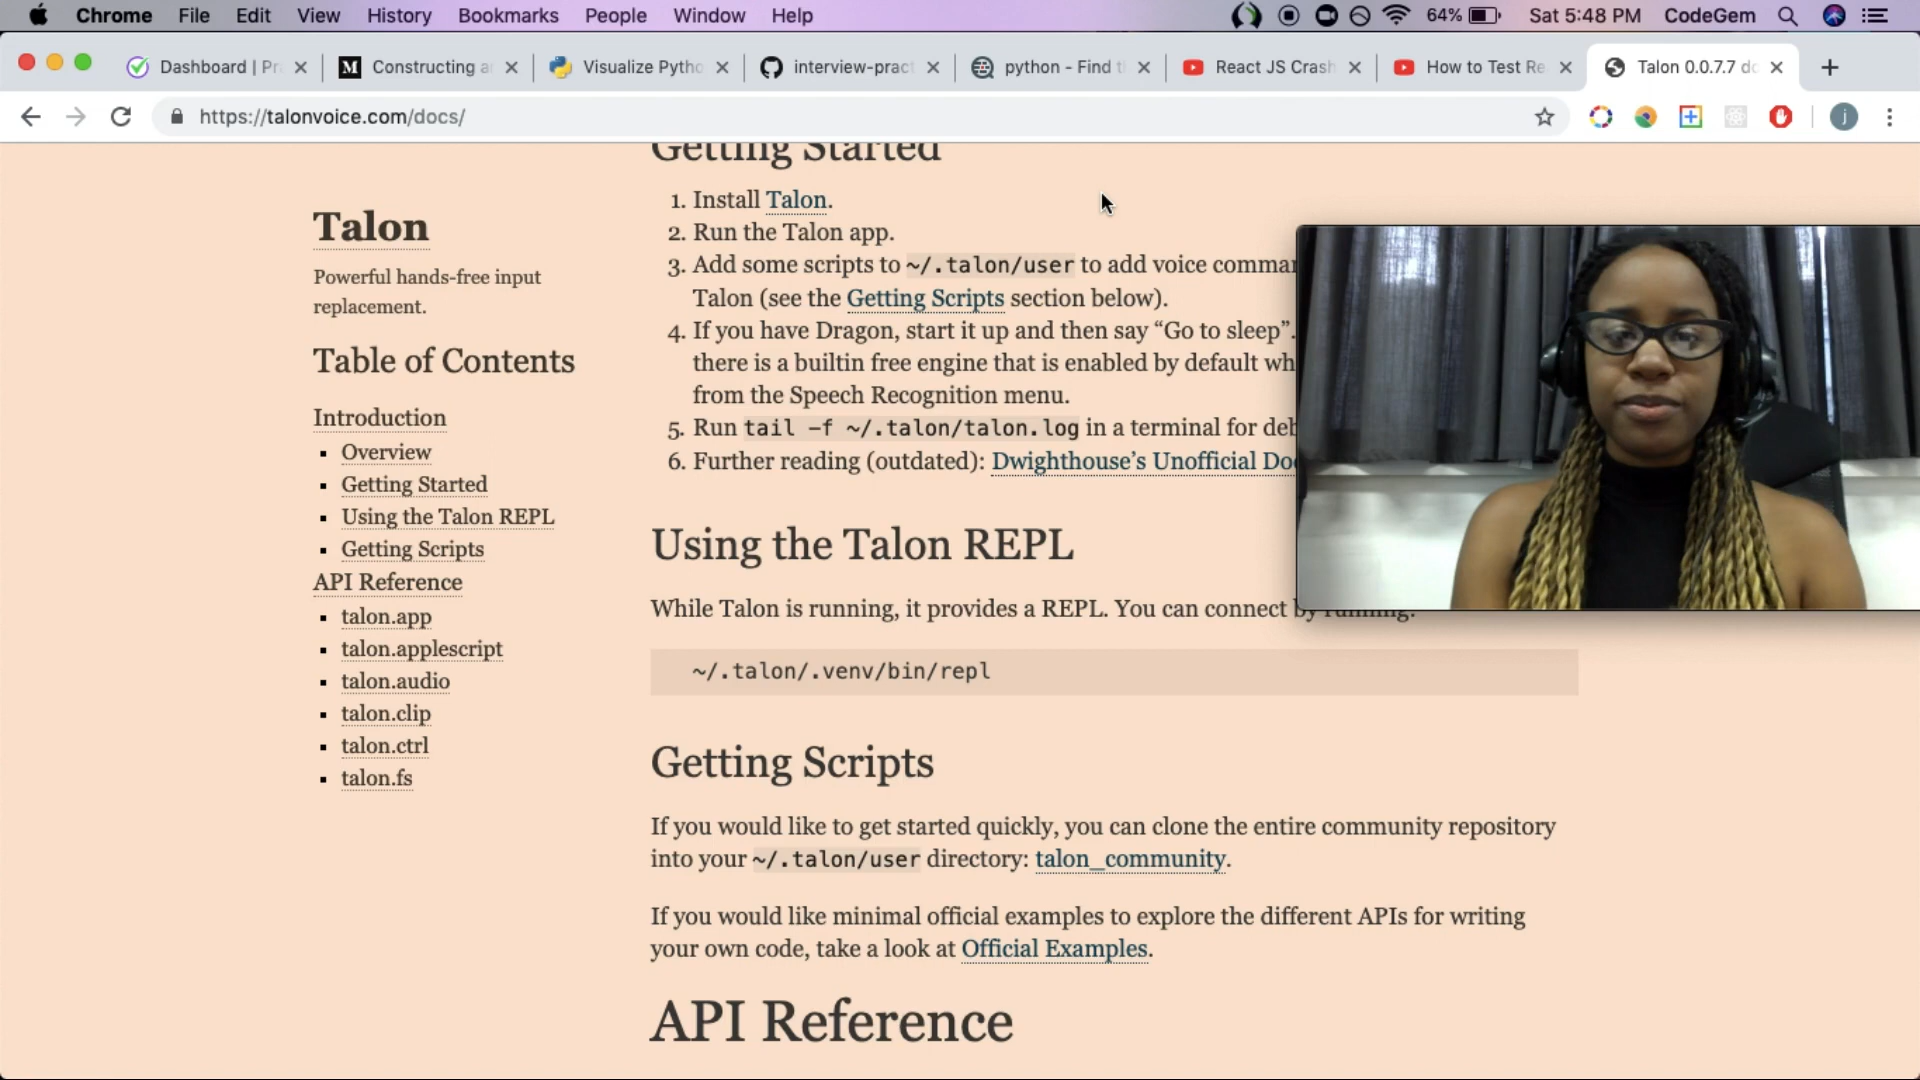 Chrome File Edit View History Bookmarks People Window Help 64% Sat 5:48 PM CodeGem
Dashboard | Pr Constructing a Visualize Pytho interview-prac python - Find t React JS Crash How to Test Re Talon 0.0.7.7 do
https://talonvoice.com/docs/
Talon
Powerful hands-free input
replacement.
Table of Contents
Introduction
Overview
Getting Started
Using the Talon REPL
Getting Scripts
API Reference
talon.app
talon.applescript
talon.audio
talon.clip
talon.ctrl
talon.fs
Getting Started
1. Install Talon.
2. Run the Talon app.
3. Add some scripts to ~/.talon/user to add voice comman
Talon (see the Getting Scripts section below).
4. If you have Dragon, start it up and then say “Go to sleep”.
there is a builtin free engine that is enabled by default wh
from the Speech Recognition menu.
5. Run tail -f ~/.talon/talon.log in a terminal for deb
6. Further reading (outdated): Dwighthouse’s Unofficial Do
Using the Talon REPL
While Talon is running, it provides a REPL. You can connect by running:
~/.talon/.venv/bin/repl
Getting Scripts
If you would like to get started quickly, you can clone the entire community repository
into your ~/.talon/user directory: talon_community.
If you would like minimal official examples to explore the different APIs for writing
your own code, take a look at Official Examples.
API Reference